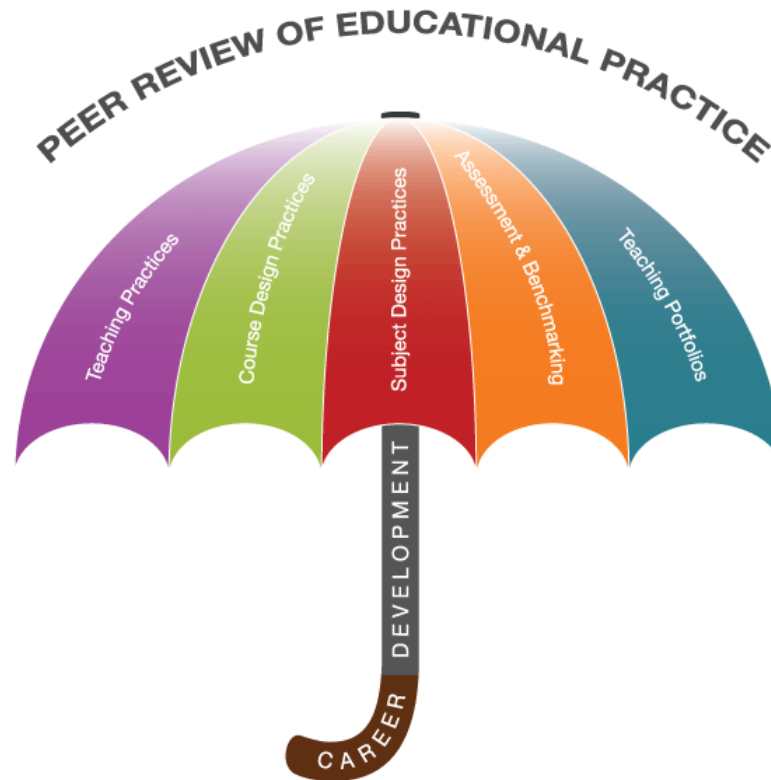 PEER REVIEW OF EDUCATIONAL PRACTICE
Teaching Practices
Course Design Practices
Subject Design Practices
Assessment & Benchmarking
Teaching Portfolios
CAREER DEVELOPMENT